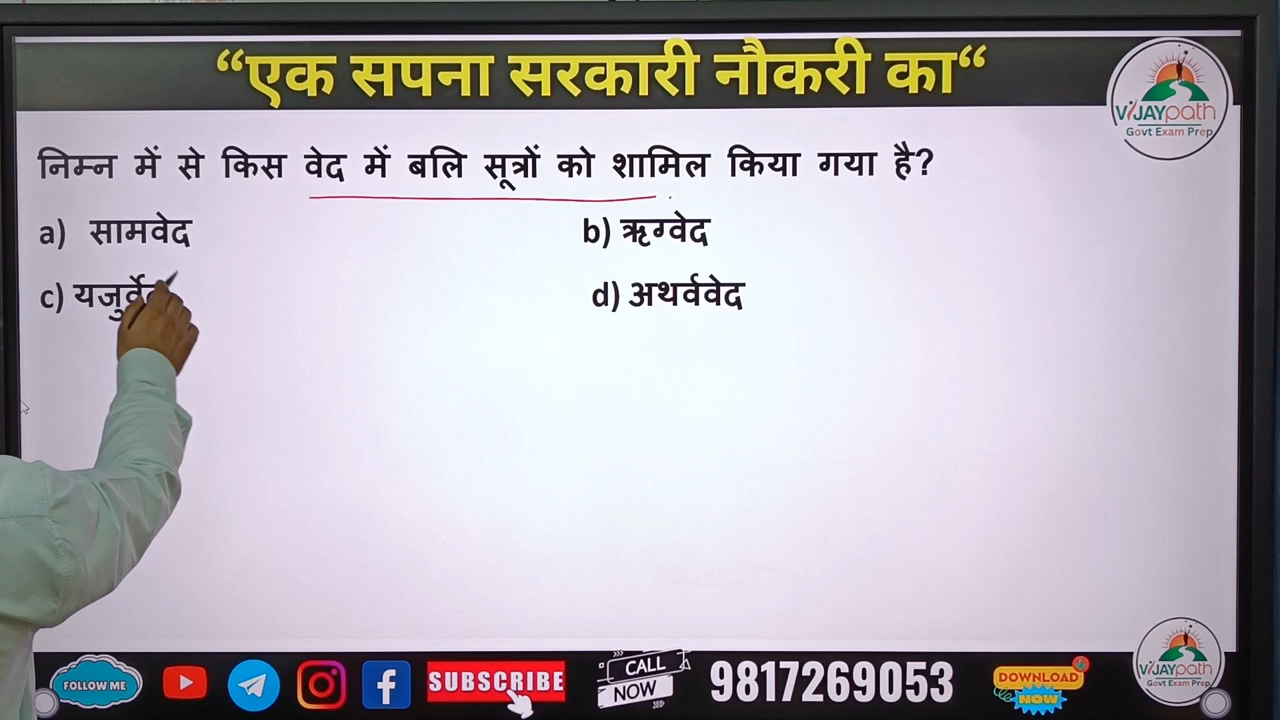 “एक सपना सरकारी नौकरी का“
VIJAYpath
Govt Exam Prep
निम्न में से किस वेद में बलि सूत्रों को शामिल किया गया है?
a) सामवेद
b) ऋग्वेद
c)
d) अथर्ववेद
FOLLOW ME
SUBSCRIBE
CALL
NOW
9817269053
DOWNLOAD
NOW
VIJAYpath
Govt Exam Prep